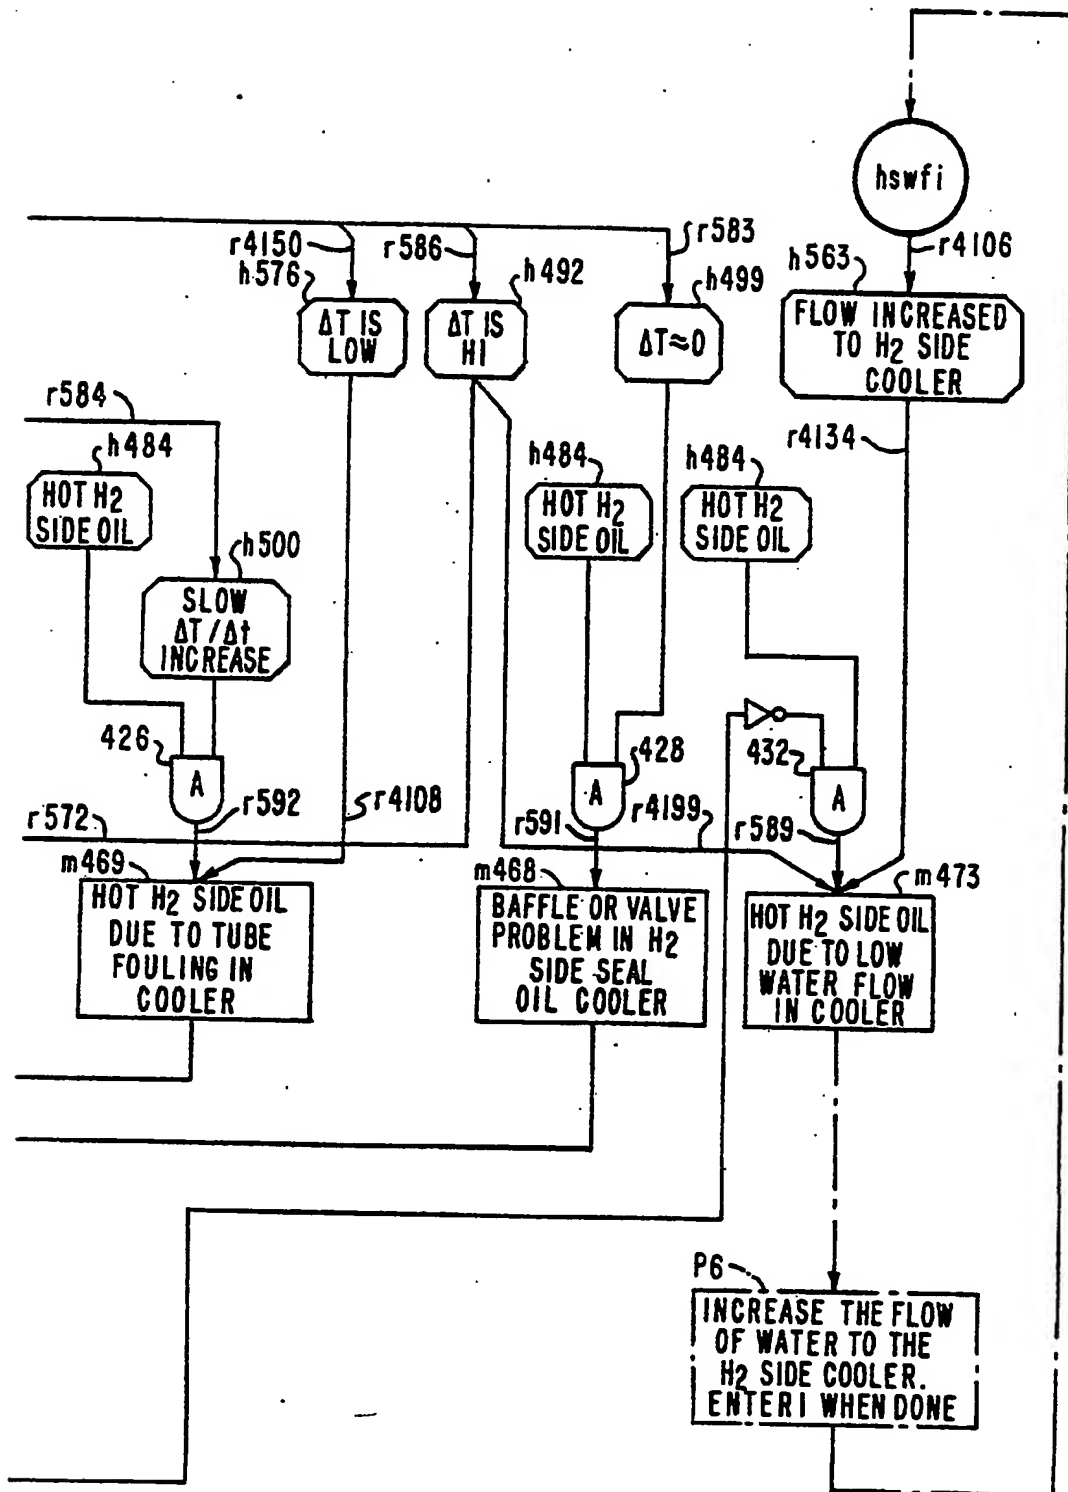 hswfi
r4106
r4150
r586
r583
h576
h492
h499
h563
ΔT IS
LOW
ΔT IS
HI
ΔT≈0
FLOW INCREASED
TO H2 SIDE
COOLER
r584
h484
h484
h484
r4134
HOT H2
SIDE OIL
HOT H2
SIDE OIL
HOT H2
SIDE OIL
h500
SLOW
ΔT/Δt
INCREASE
426
428
432
A
A
A
r572
r592
r4108
r591
r4199
r589
m469
m468
m473
HOT H2 SIDE OIL
DUE TO TUBE
FOULING IN
COOLER
BAFFLE OR VALVE
PROBLEM IN H2
SIDE SEAL
OIL COOLER
HOT H2 SIDE OIL
DUE TO LOW
WATER FLOW
IN COOLER
P6
INCREASE THE FLOW
OF WATER TO THE
H2 SIDE COOLER.
ENTER1 WHEN DONE